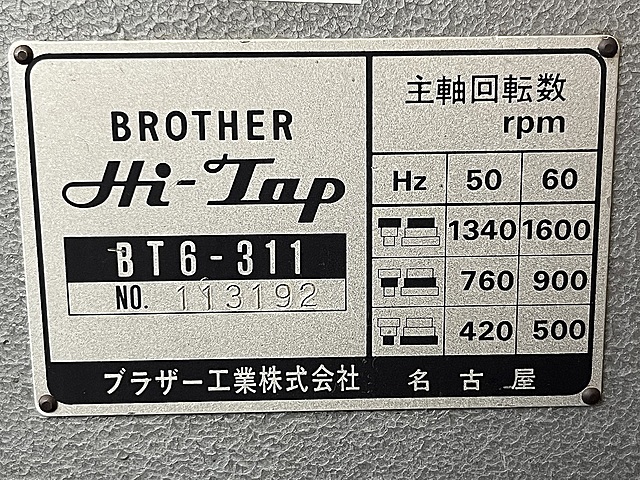 BROTHER
Hi-Tap
BT6-311
NO. 113192
主軸回転数
rpm
Hz 50 60
1340 1600
760 900
420 500
ブラザー工業株式会社 名古屋